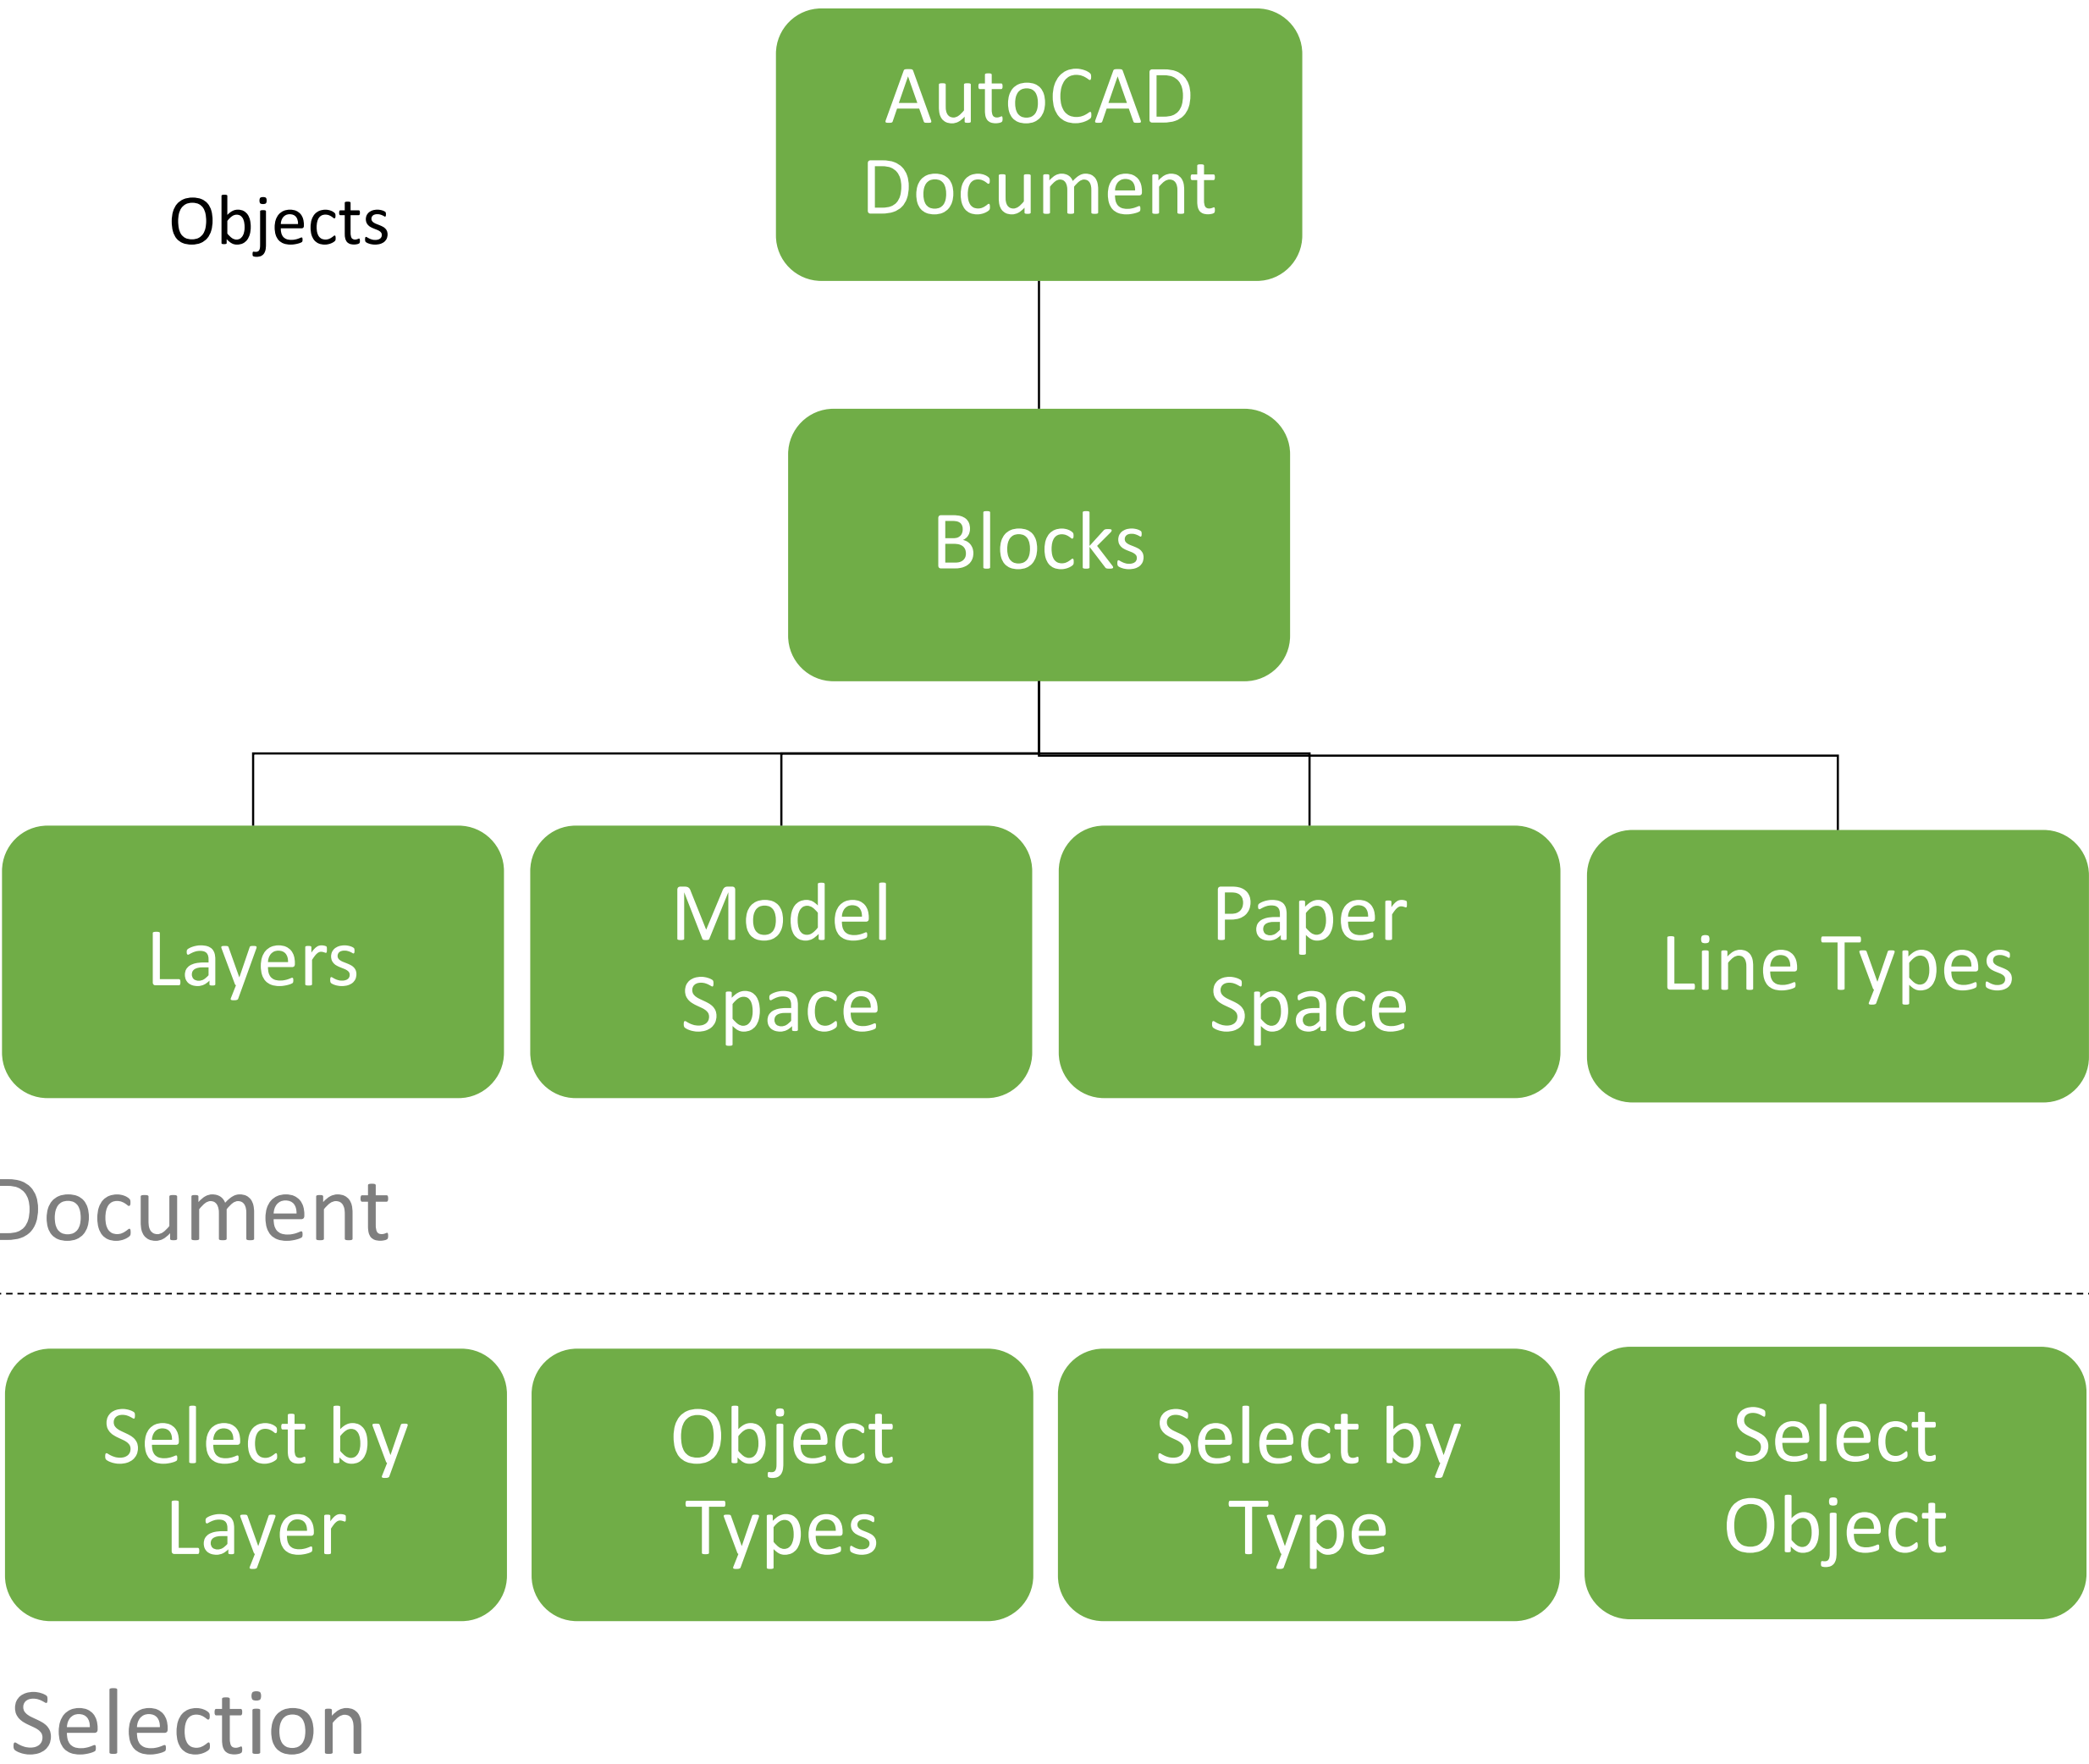 AutoCAD
Document
Objects
Blocks
Layers
Model
Space
Paper
Space
Line Types
Document
Select by
Layer
Object
Types
Select by
Type
Select
Object
Selection